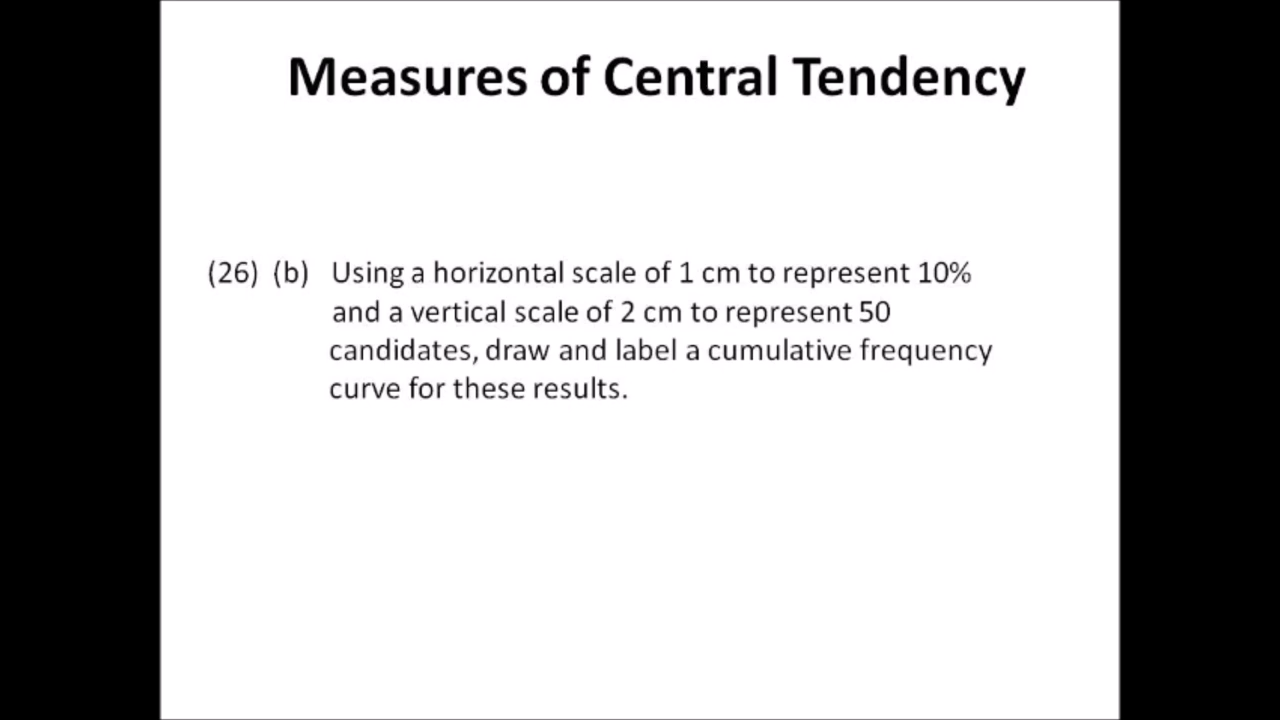 Measures of Central Tendency
(26) (b) Using a horizontal scale of 1 cm to represent 10%
and a vertical scale of 2 cm to represent 50
candidates, draw and label a cumulative frequency
curve for these results.